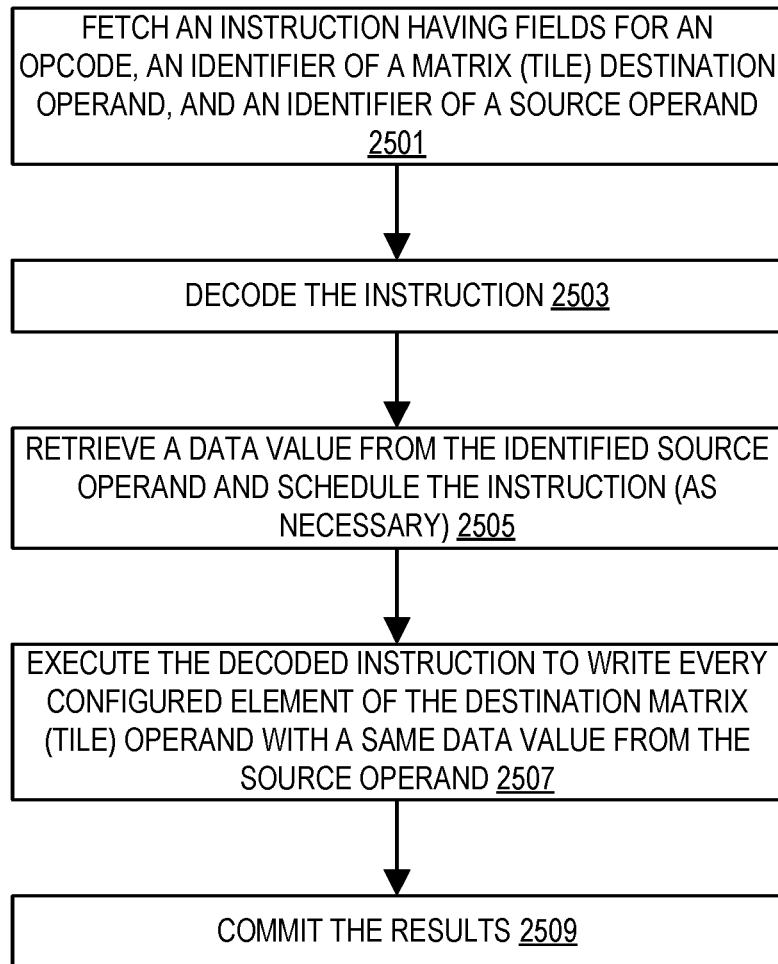 FETCH AN INSTRUCTION HAVING FIELDS FOR AN
OPCODE, AN IDENTIFIER OF A MATRIX (TILE) DESTINATION
OPERAND, AND AN IDENTIFIER OF A SOURCE OPERAND
2501
DECODE THE INSTRUCTION 2503
RETRIEVE A DATA VALUE FROM THE IDENTIFIED SOURCE
OPERAND AND SCHEDULE THE INSTRUCTION (AS
NECESSARY) 2505
EXECUTE THE DECODED INSTRUCTION TO WRITE EVERY
CONFIGURED ELEMENT OF THE DESTINATION MATRIX
(TILE) OPERAND WITH A SAME DATA VALUE FROM THE
SOURCE OPERAND 2507
COMMIT THE RESULTS 2509